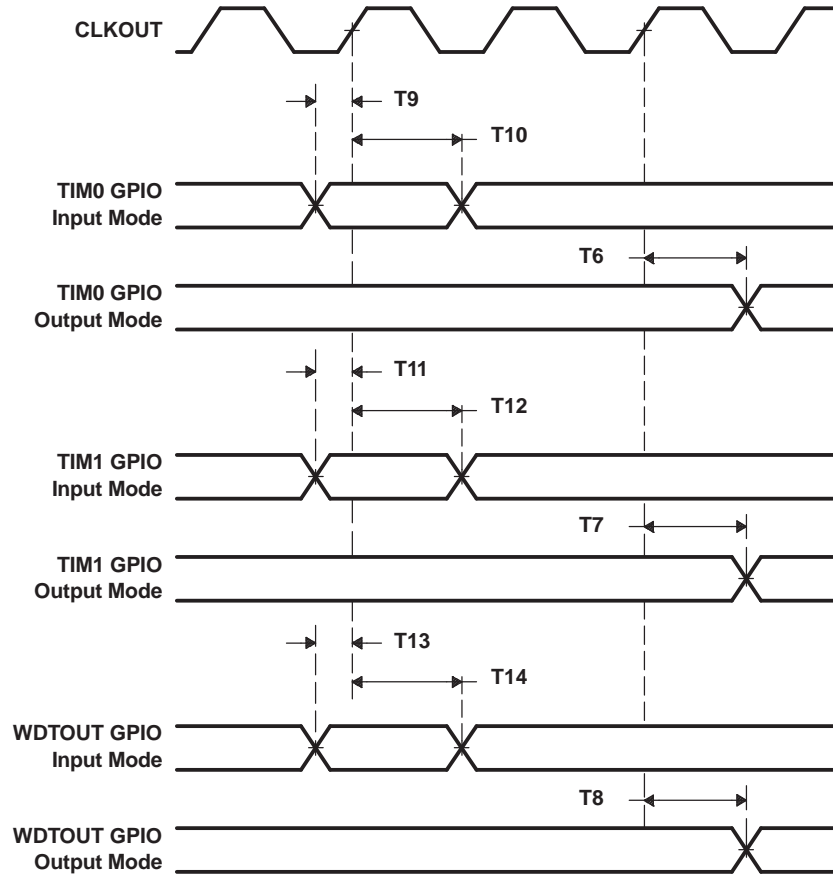 CLKOUT
T9
T10
TIM0 GPIO
Input Mode
T6
TIM0 GPIO
Output Mode
T11
T12
TIM1 GPIO
Input Mode
T7
TIM1 GPIO
Output Mode
T13
T14
WDTOUT GPIO
Input Mode
T8
WDTOUT GPIO
Output Mode